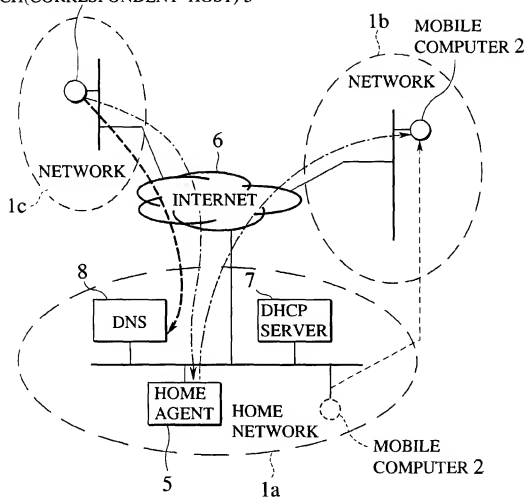 CH(CORRESPONDENT HOST) 3
1b
MOBILE
COMPUTER 2
NETWORK
6
NETWORK
INTERNET
1c
8
7
DNS
DHCP
SERVER
HOME
AGENT
HOME
NETWORK
MOBILE
COMPUTER 2
5
1a